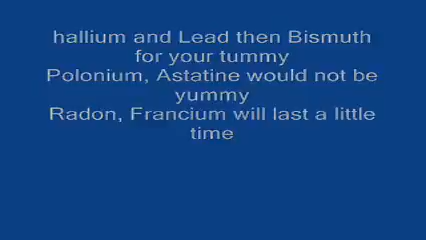 hallium and Lead then Bismuth
for your tummy
Polonium, Astatine would not be
yummy
Radon, Francium will last a little
time